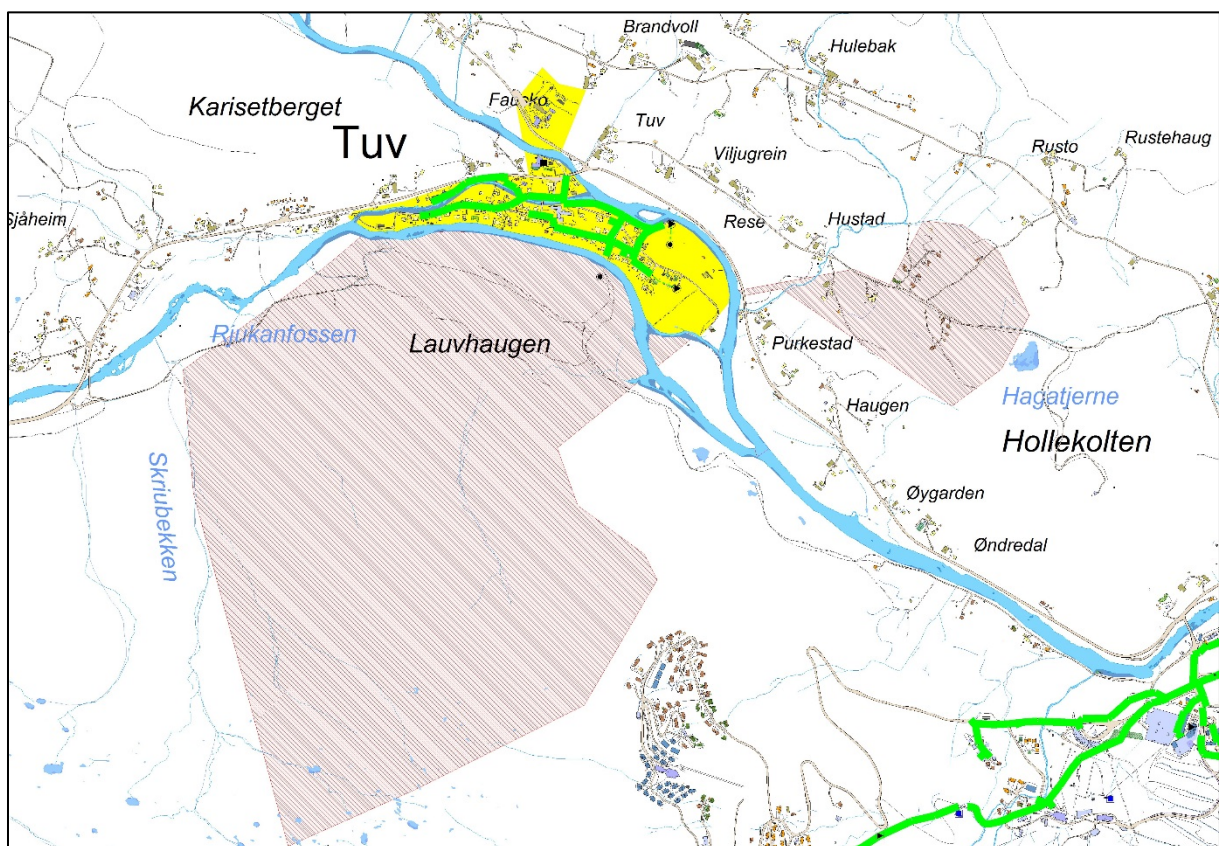 Brandvoll
Hulebak
Karisetberget
Fausko
Tuv
Tuv
Viljugrein
Rusto
Rustehaug
Sjåheim
Rese
Hustad
Rjukanfossen
Lauvhaugen
Purkestad
Hagatjerne
Haugen
Hollekolten
Skriubekken
Øygarden
Øndredal